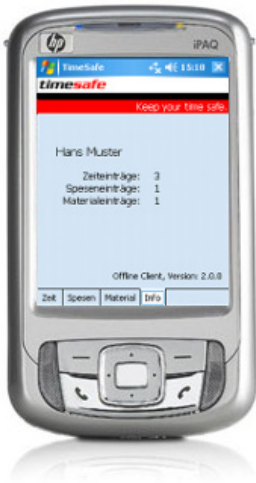 hp
iPAQ
TimeSafe 15:10
timesafe
Keep your time safe.
Hans Muster
Zeiteinträge: 3
Speseneinträge: 1
Materialeinträge: 1
Offline Client, Version: 2.0.0
Zeit Spesen Material Info